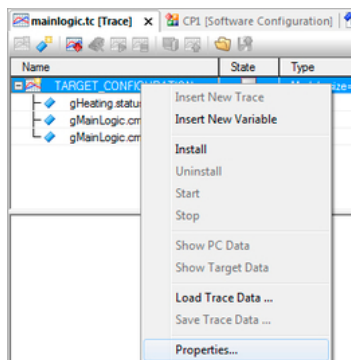 mainlogic.tc [Trace] x CP1 [Software Configuration]
Name State Type
TARGET_CONFIGURATION
gHeating.statu
gMainLogic.cm
gMainLogic.cm
Insert New Trace
Insert New Variable
Install
Uninstall
Start
Stop
Show PC Data
Show Target Data
Load Trace Data ...
Save Trace Data ...
Properties...